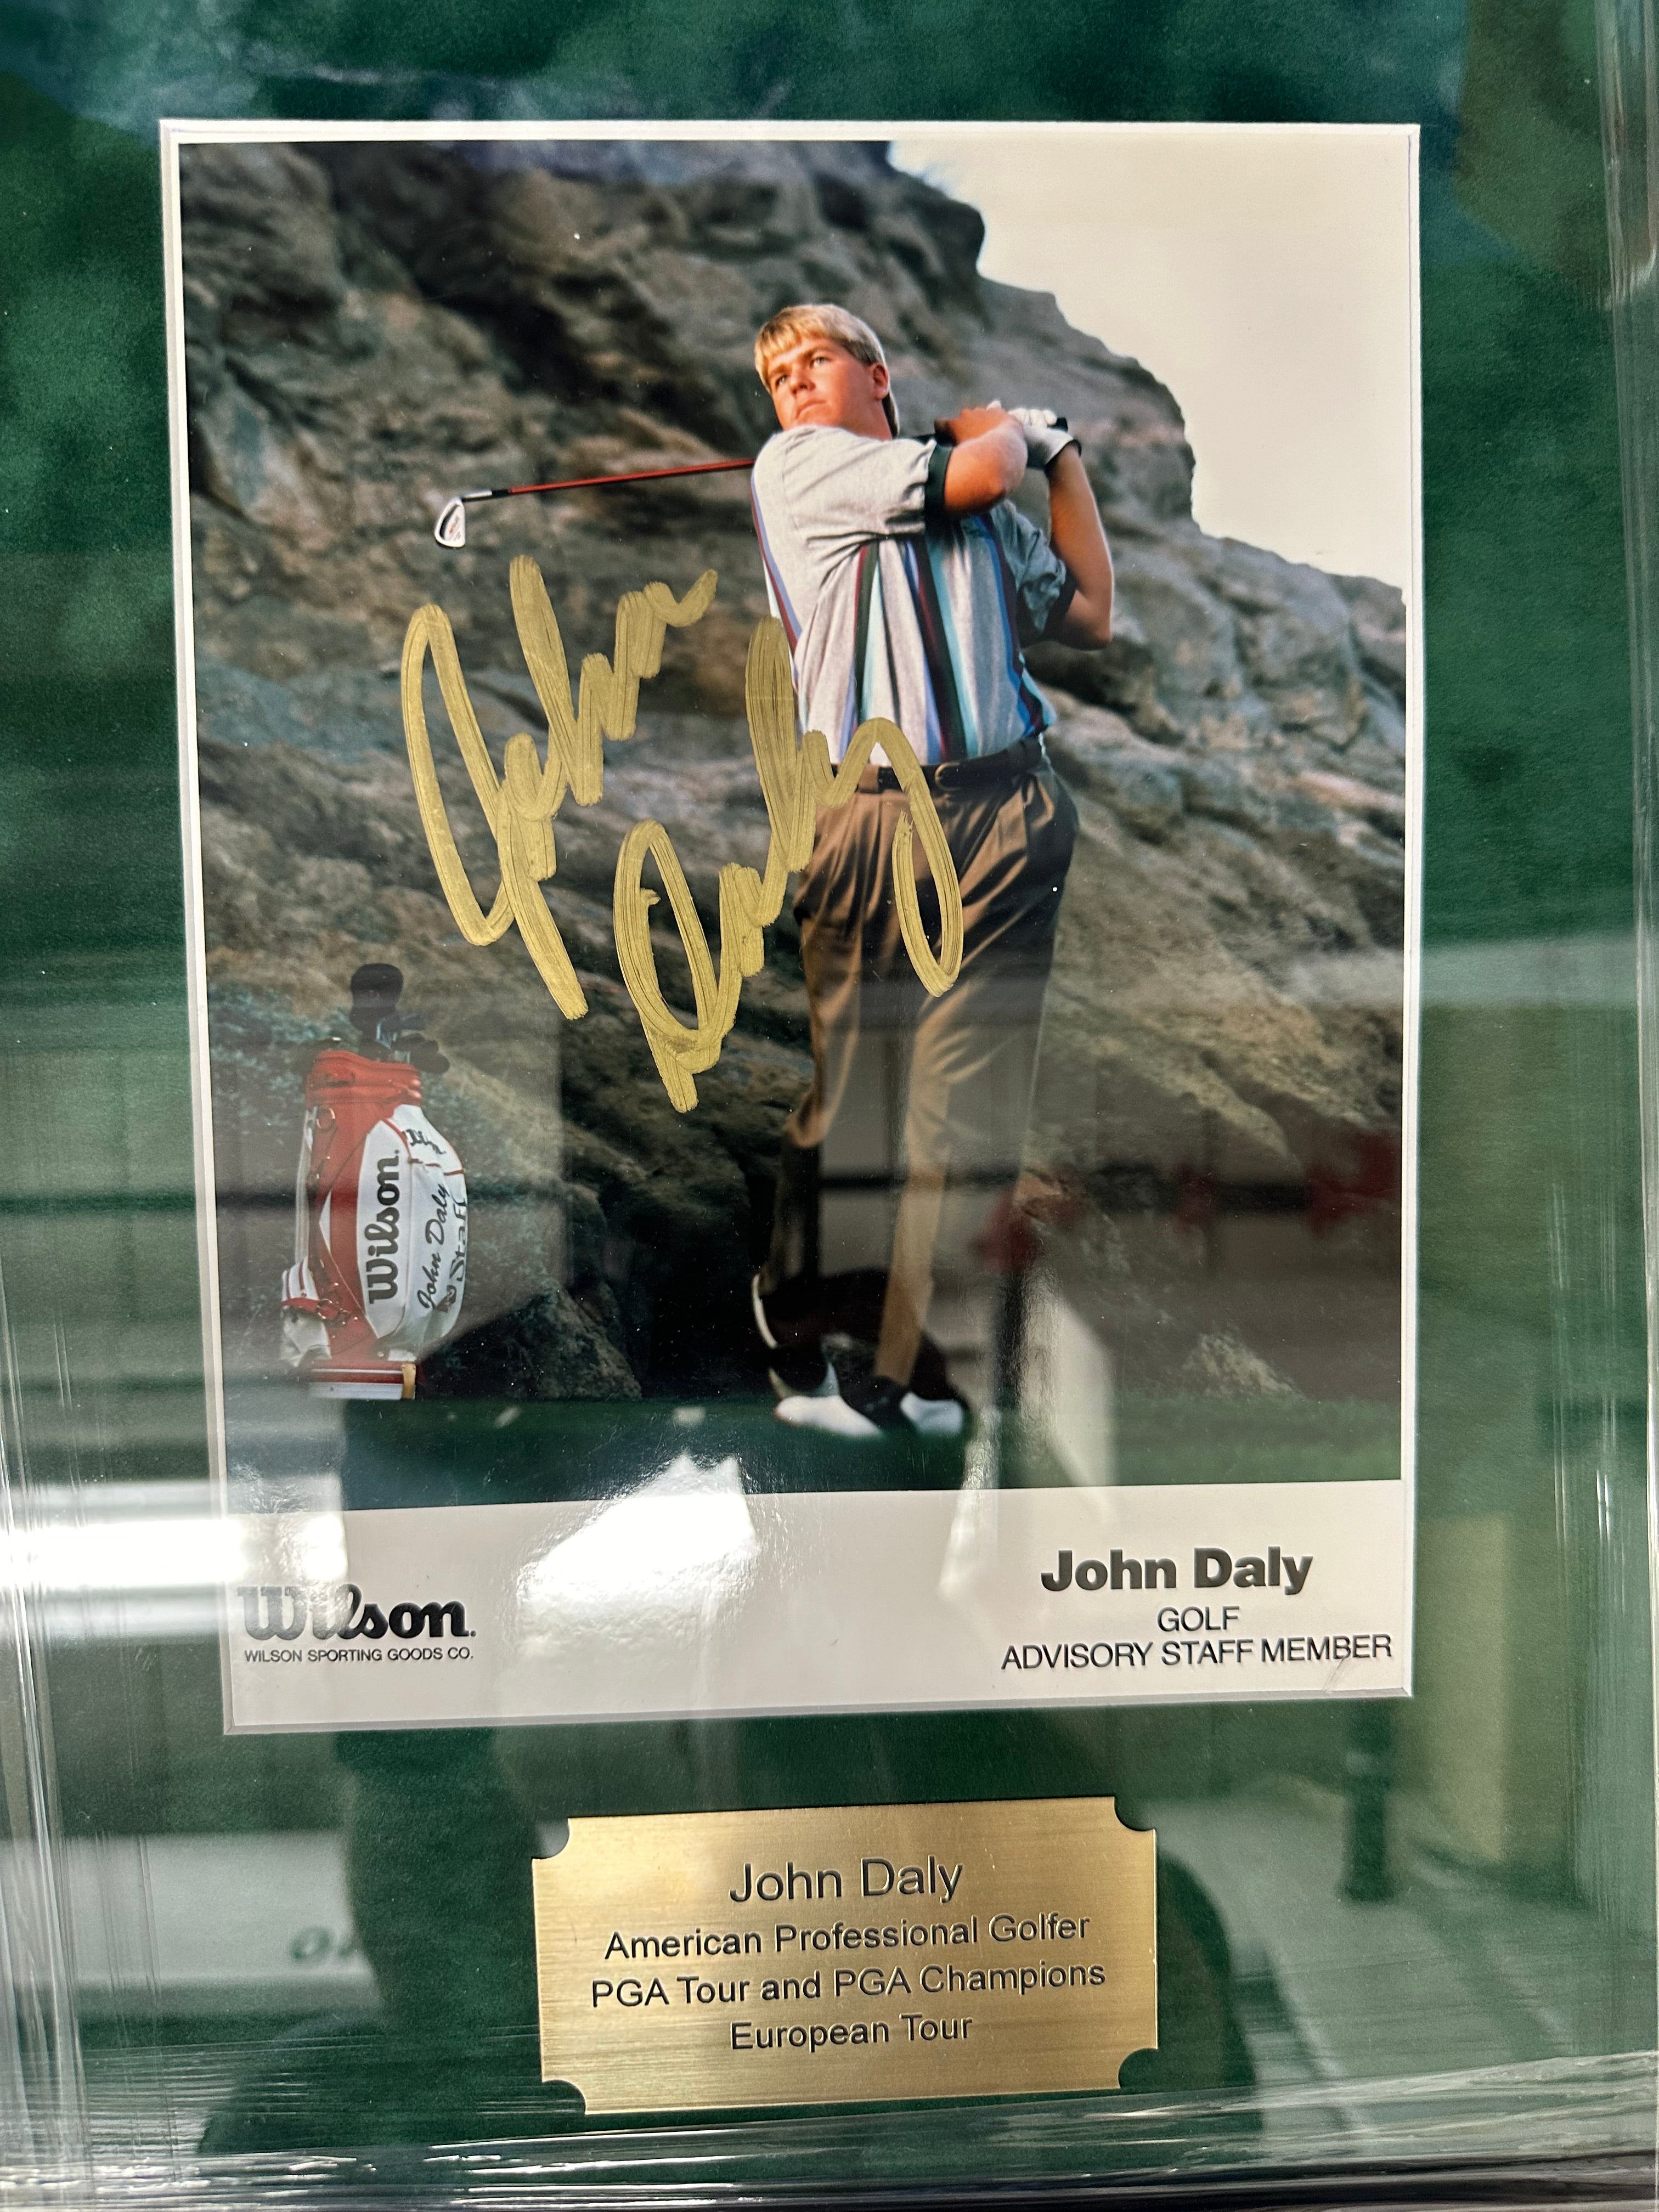 John
Daly
Wilson.
John Daly
Staff
Wilson.
WILSON SPORTING GOODS CO.
John Daly
GOLF
ADVISORY STAFF MEMBER
John Daly
American Professional Golfer
PGA Tour and PGA Champions
European Tour